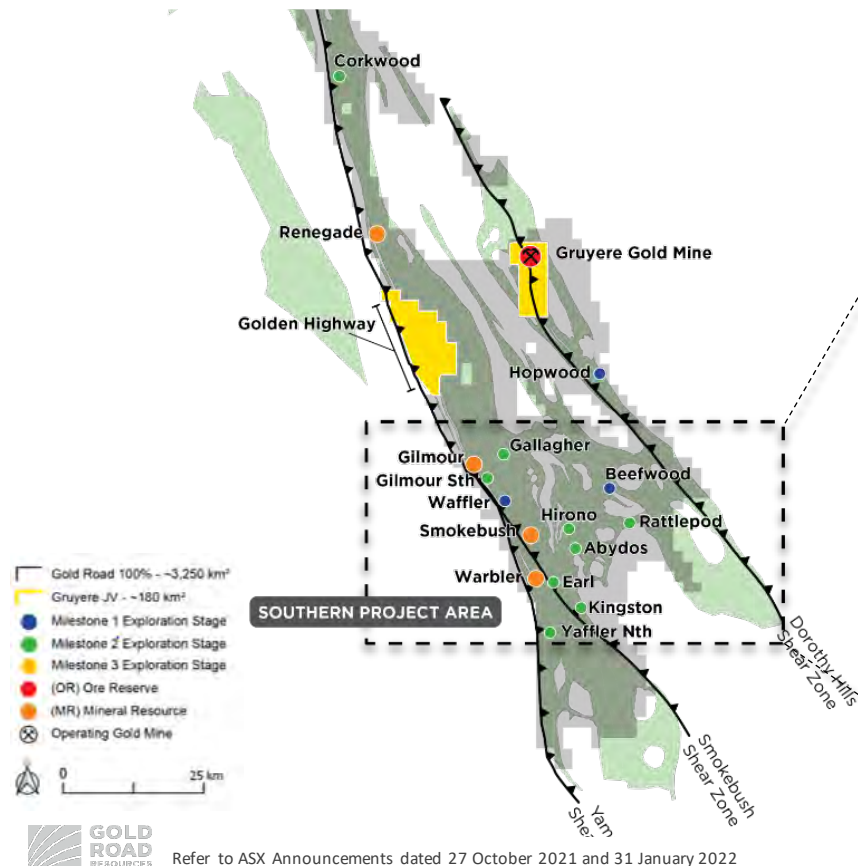 Corkwood
Renegade
Gruyere Gold Mine
Golden Highway
Hopwood
Gallagher
Gilmour
Gilmour Sth
Beefwood
Waffler
Hirono
Rattlepod
Smokebush
Abydos
Warbler
Earl
Kingston
SOUTHERN PROJECT AREA
Yaffler Nth
Dorothy Hills
Shear Zone
Smokebush
Shear Zone
Yam
She
Gold Road 100% - ~3,250 km²
Gruyere JV - ~180 km²
Milestone 1 Exploration Stage
Milestone 2 Exploration Stage
Milestone 3 Exploration Stage
(OR) Ore Reserve
(MR) Mineral Resource
Operating Gold Mine
0 25 km
GOLD
ROAD
RESOURCES
Refer to ASX Announcements dated 27 October 2021 and 31 January 2022